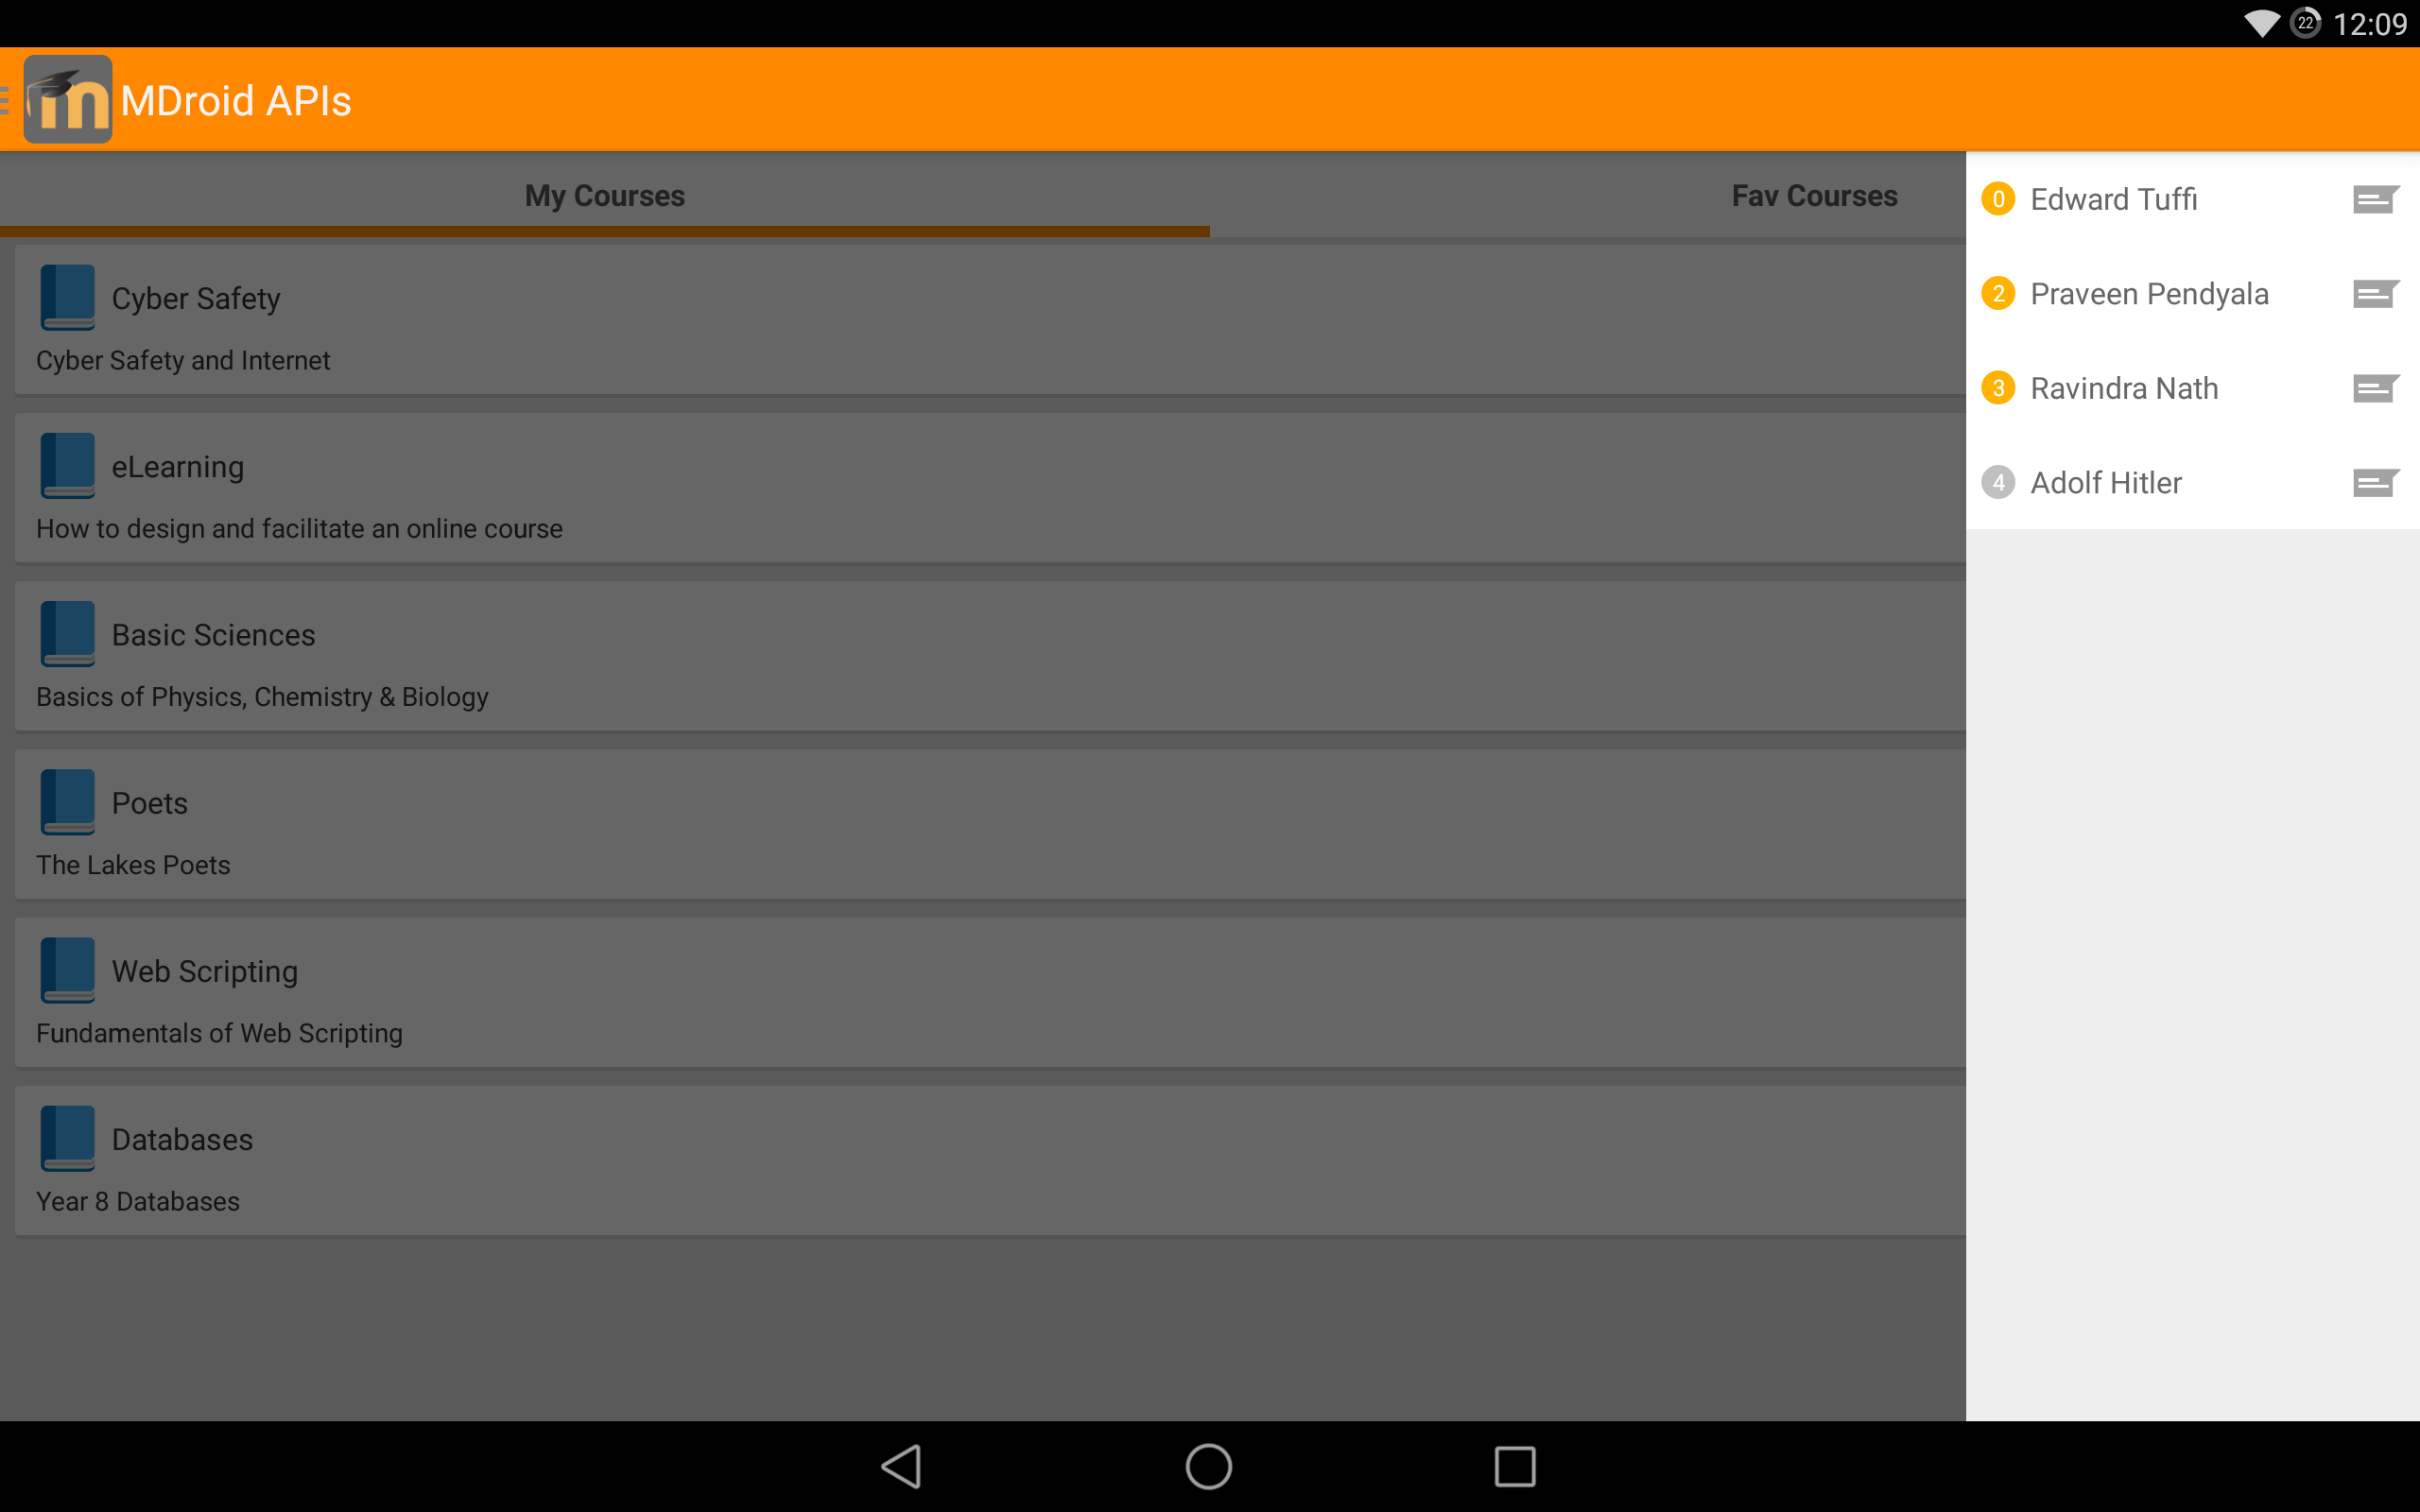 22 12:09
m MDroid APIs
My Courses
Fav Courses
Cyber Safety
Cyber Safety and Internet
eLearning
How to design and facilitate an online course
Basic Sciences
Basics of Physics, Chemistry & Biology
Poets
The Lakes Poets
Web Scripting
Fundamentals of Web Scripting
Databases
Year 8 Databases
0 Edward Tuffi
2 Praveen Pendyala
3 Ravindra Nath
4 Adolf Hitler